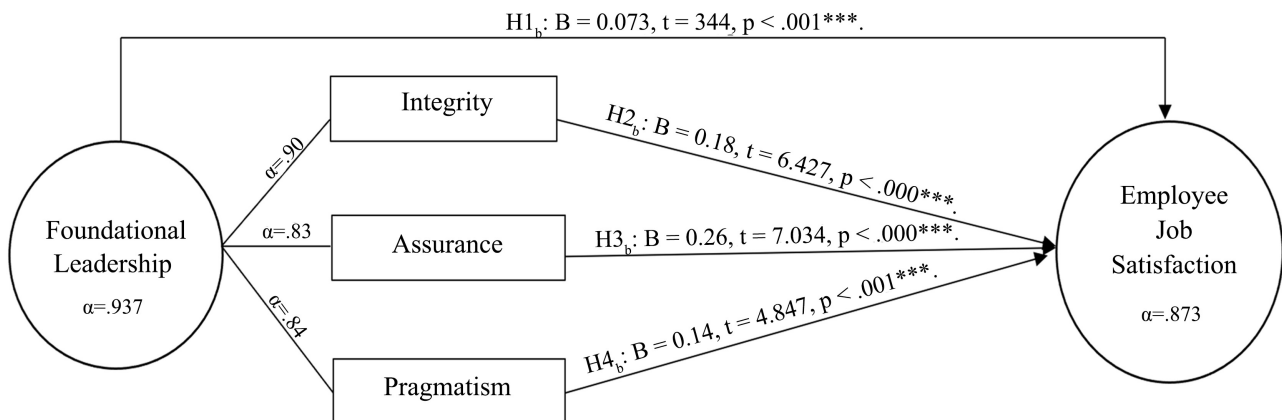 H1b: B = 0.073, t = 344, p < .001***.
Integrity
α=.90
H2b: B = 0.18, t = 6.427, p < .000***.
Foundational
Leadership
α=.937
α=.83
Assurance
H3b: B = 0.26, t = 7.034, p < .000***.
Employee
Job
Satisfaction
α=.873
α=.84
Pragmatism
H4b: B = 0.14, t = 4.847, p < .001***.